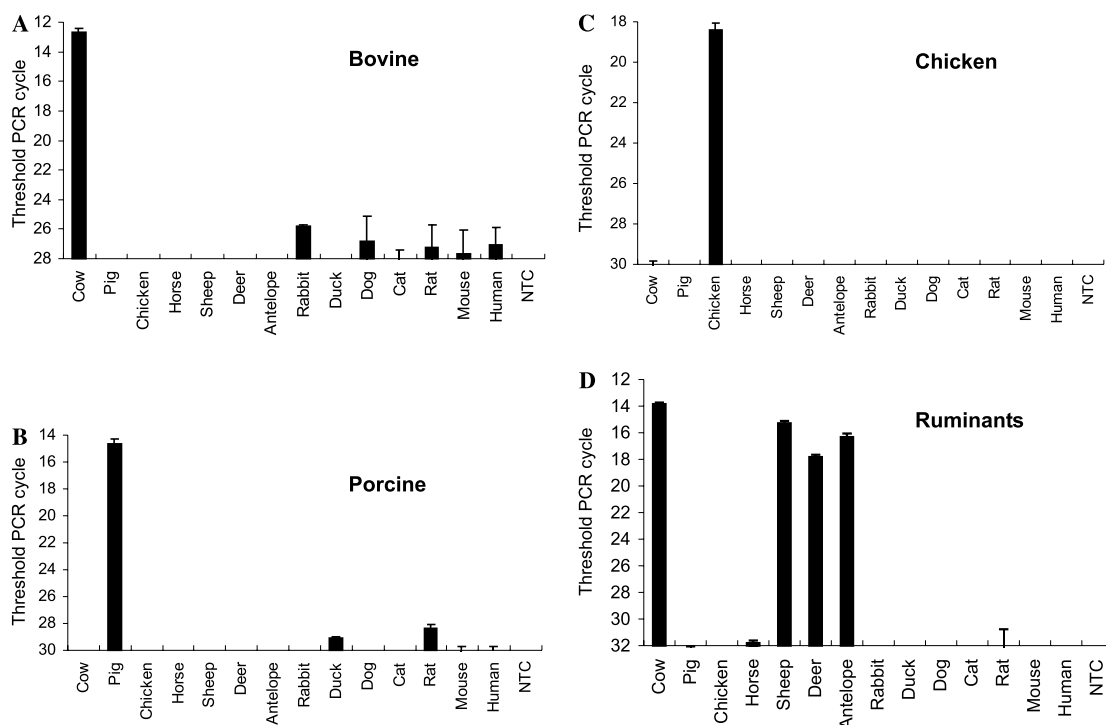 A
Bovine
Threshold PCR cycle
12
14
16
18
20
22
24
26
28
Cow
Pig
Chicken
Horse
Sheep
Deer
Antelope
Rabbit
Duck
Dog
Cat
Rat
Mouse
Human
NTC
B
Porcine
Threshold PCR cycle
14
16
18
20
22
24
26
28
30
Cow
Pig
Chicken
Horse
Sheep
Deer
Antelope
Rabbit
Duck
Dog
Cat
Rat
Mouse
Human
NTC
C
Chicken
Threshold PCR cycle
18
20
22
24
26
28
30
Cow
Pig
Chicken
Horse
Sheep
Deer
Antelope
Rabbit
Duck
Dog
Cat
Rat
Mouse
Human
NTC
D
Ruminants
Threshold PCR cycle
12
14
16
18
20
22
24
26
28
30
32
Cow
Pig
Chicken
Horse
Sheep
Deer
Antelope
Rabbit
Duck
Dog
Cat
Rat
Mouse
Human
NTC